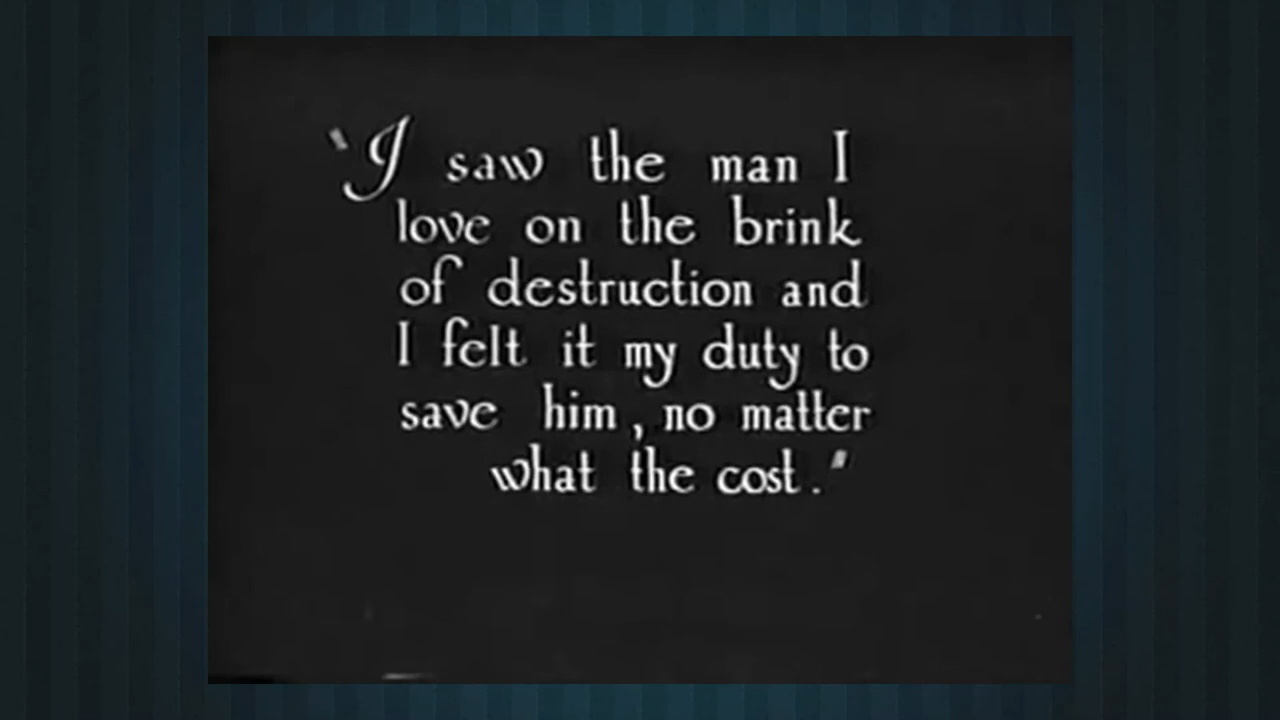 "I saw the man I
love on the brink
of destruction and
I felt it my duty to
save him, no matter
what the cost."